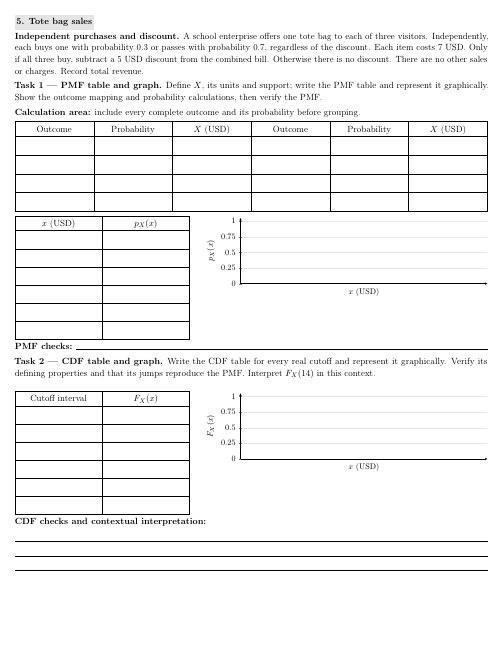 5. Tote bag sales
Independent purchases and discount. A school enterprise offers one tote bag to each of three visitors. Independently,
each buys one with probability 0.3 or passes with probability 0.7, regardless of the discount. Each item costs 7 USD. Only
if all three buy, subtract a 5 USD discount from the combined bill. Otherwise there is no discount. There are no other sales
or charges. Record total revenue.
Task 1 — PMF table and graph. Define X, its units and support; write the PMF table and represent it graphically.
Show the outcome mapping and probability calculations, then verify the PMF.
Calculation area: include every complete outcome and its probability before grouping.
Outcome Probability X (USD) Outcome Probability X (USD)
x (USD) pX(x)
1
0.75
0.5
0.25
0
pX(x)
x (USD)
PMF checks:
Task 2 — CDF table and graph. Write the CDF table for every real cutoff and represent it graphically. Verify its
defining properties and that its jumps reproduce the PMF. Interpret FX(14) in this context.
Cutoff interval FX(x)
1
0.75
0.5
0.25
0
FX(x)
x (USD)
CDF checks and contextual interpretation: